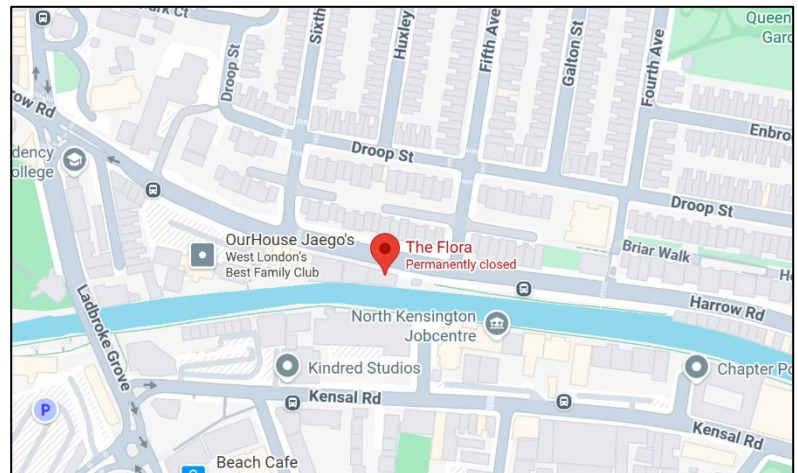 Park Ct
Sixth
Huxley
Fifth Ave
Galton St
Fourth Ave
Queen
Gard
Droop St
ow Rd
Enbro
Droop St
dency
ollege
Droop St
OurHouse Jaego's
West London's
Best Family Club
The Flora
Permanently closed
Briar Walk
Harrow Rd
Ladbroke Grove
North Kensington
Jobcentre
Kindred Studios
Chapter Po
Kensal Rd
Kensal Rd
P
Beach Cafe